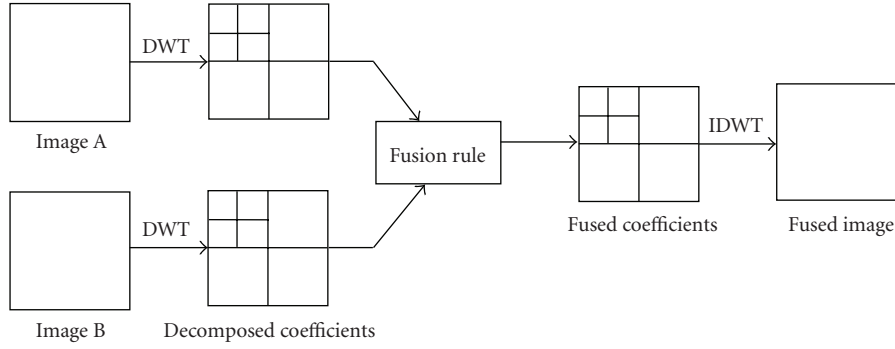 DWT
Image A
Fusion rule
IDWT
Fused coefficients
Fused image
DWT
Image B
Decomposed coefficients